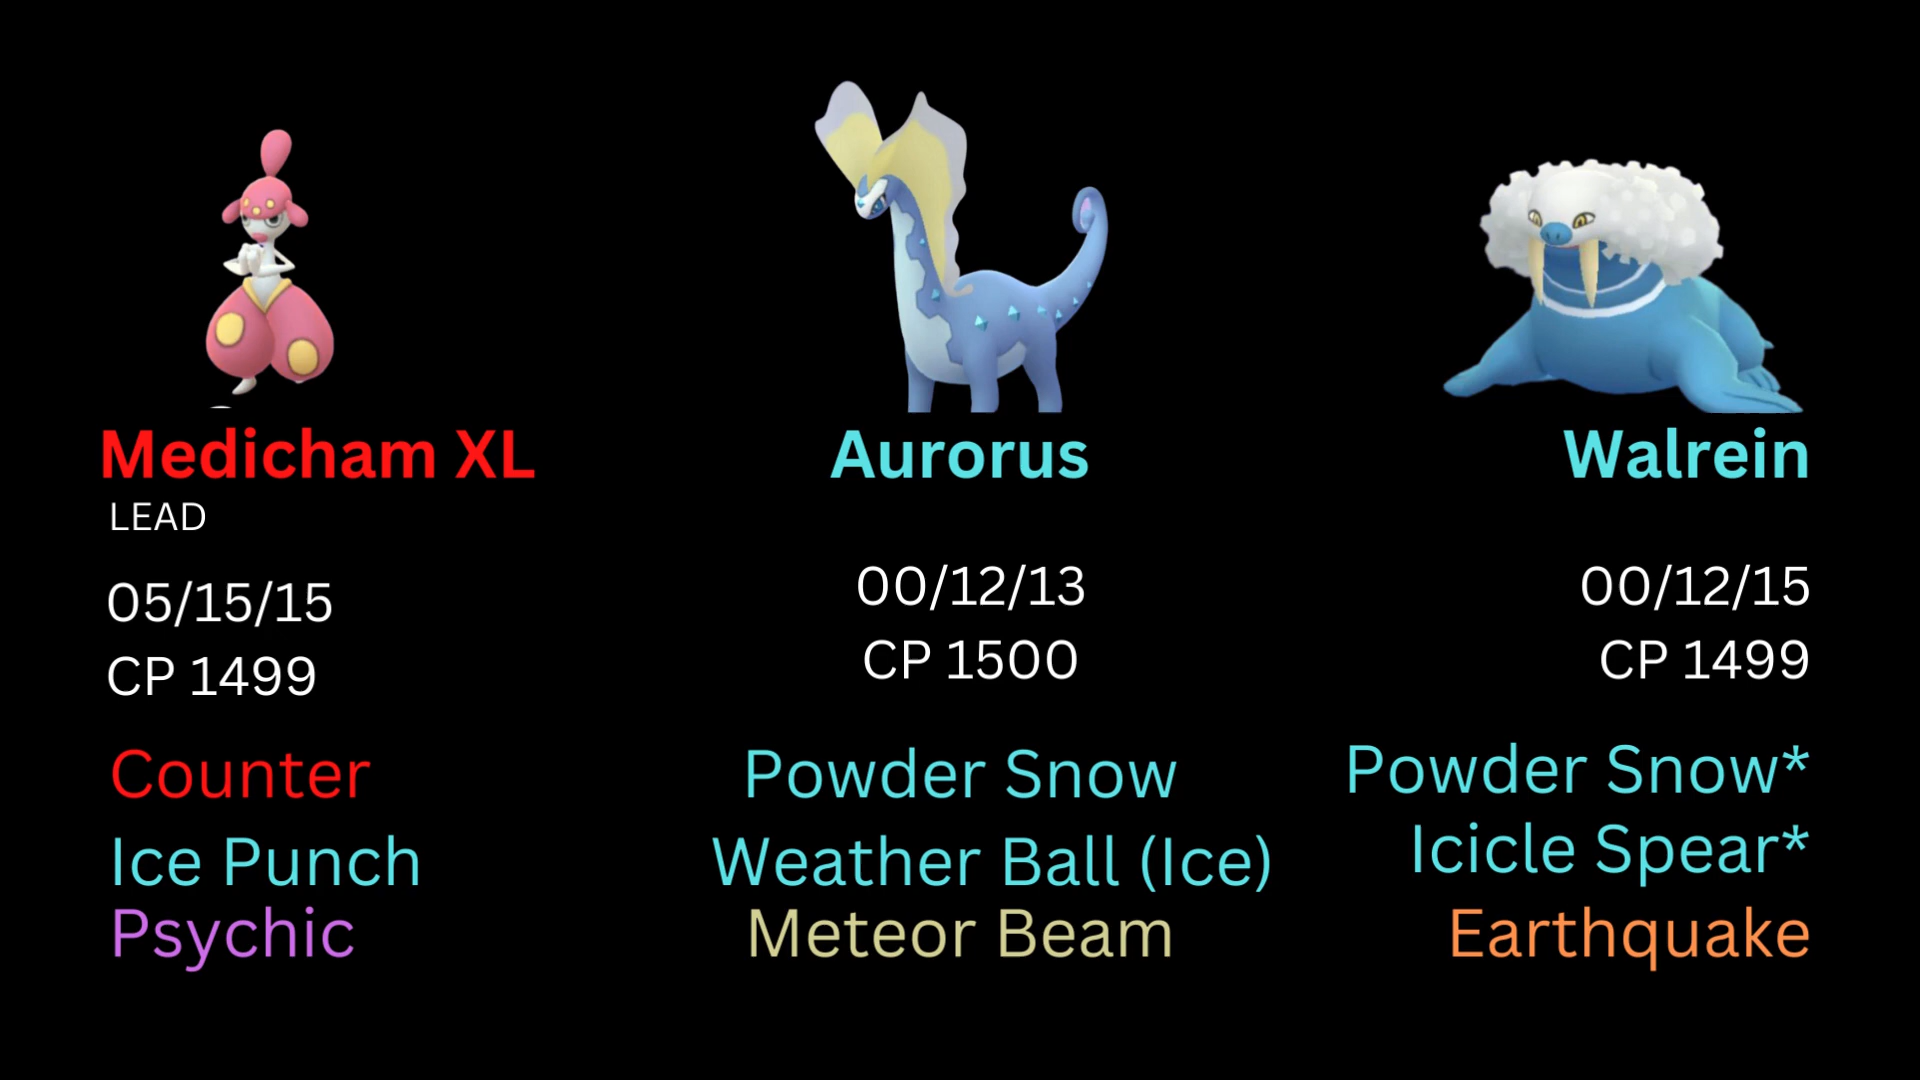 Medicham XL
LEAD
05/15/15
CP 1499
Counter
Ice Punch
Psychic
Aurorus
00/12/13
CP 1500
Powder Snow
Weather Ball (Ice)
Meteor Beam
Walrein
00/12/15
CP 1499
Powder Snow*
Icicle Spear*
Earthquake